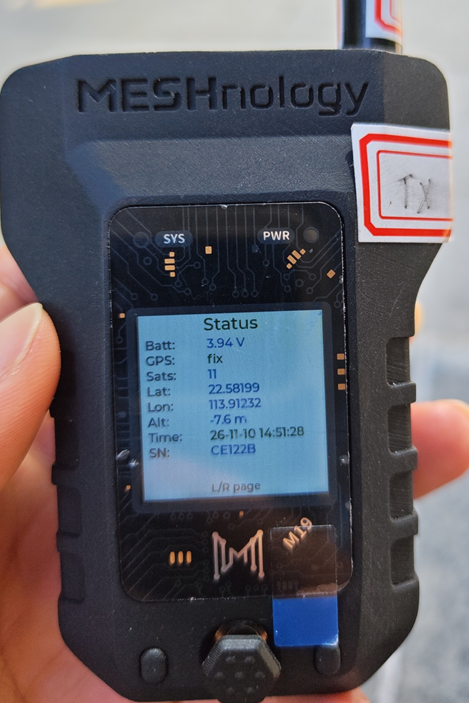 MESHnology
TX
SYS PWR
Status
Batt: 3.94 V
GPS: fix
Sats: 11
Lat: 22.58199
Lon: 113.91232
Alt: -7.6 m
Time: 26-11-10 14:51:28
SN: CE122B
L/R page
M19